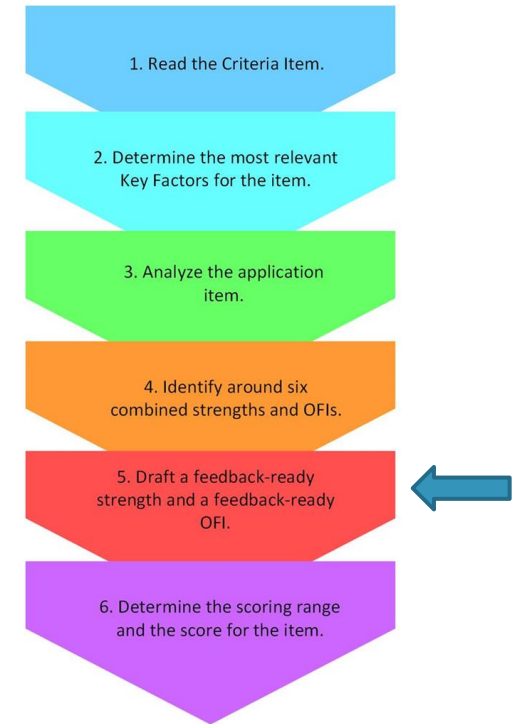 1. Read the Criteria Item.
2. Determine the most relevant
Key Factors for the item.
3. Analyze the application
item.
4. Identify around six
combined strengths and OFIs.
5. Draft a feedback-ready
strength and a feedback-ready
OFI.
6. Determine the scoring range
and the score for the item.